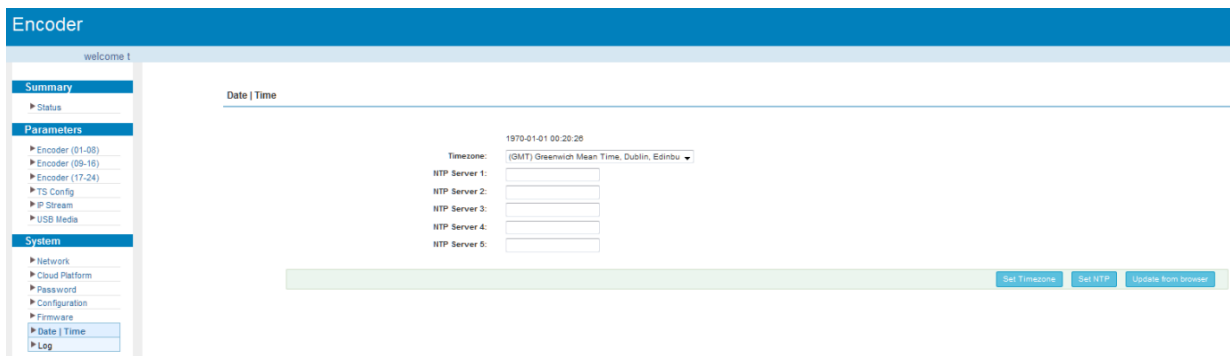 Encoder
welcome t
Summary
Status
Parameters
Encoder (01-08)
Encoder (09-16)
Encoder (17-24)
TS Config
IP Stream
USB Media
System
Network
Cloud Platform
Password
Configuration
Firmware
Date | Time
Log
Date | Time
1970-01-01 00:20:26
Timezone: (GMT) Greenwich Mean Time, Dublin, Edinbu
NTP Server 1:
NTP Server 2:
NTP Server 3:
NTP Server 4:
NTP Server 5:
Set Timezone Set NTP Update from browser